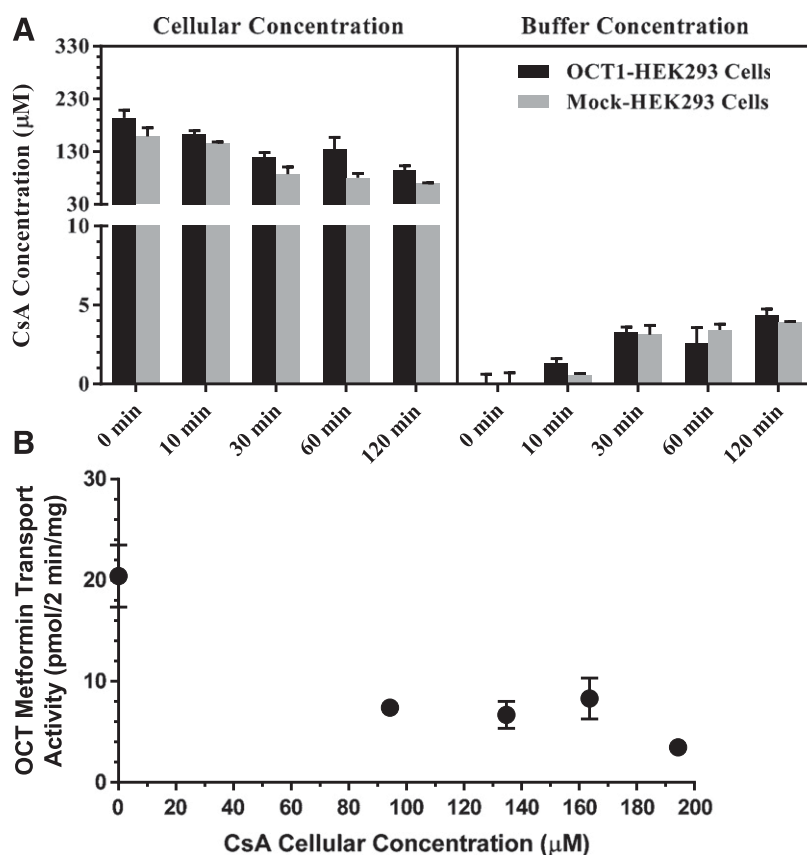 A
Cellular Concentration
Buffer Concentration
CsA Concentration (μM)
330
230
130
30
10
5
0
OCT1-HEK293 Cells
Mock-HEK293 Cells
0 min
10 min
30 min
60 min
120 min
0 min
10 min
30 min
60 min
120 min
B
OCT Metformin Transport
Activity (pmol/2 min/mg)
30
20
10
0
0 20 40 60 80 100 120 140 160 180 200
CsA Cellular Concentration (μM)